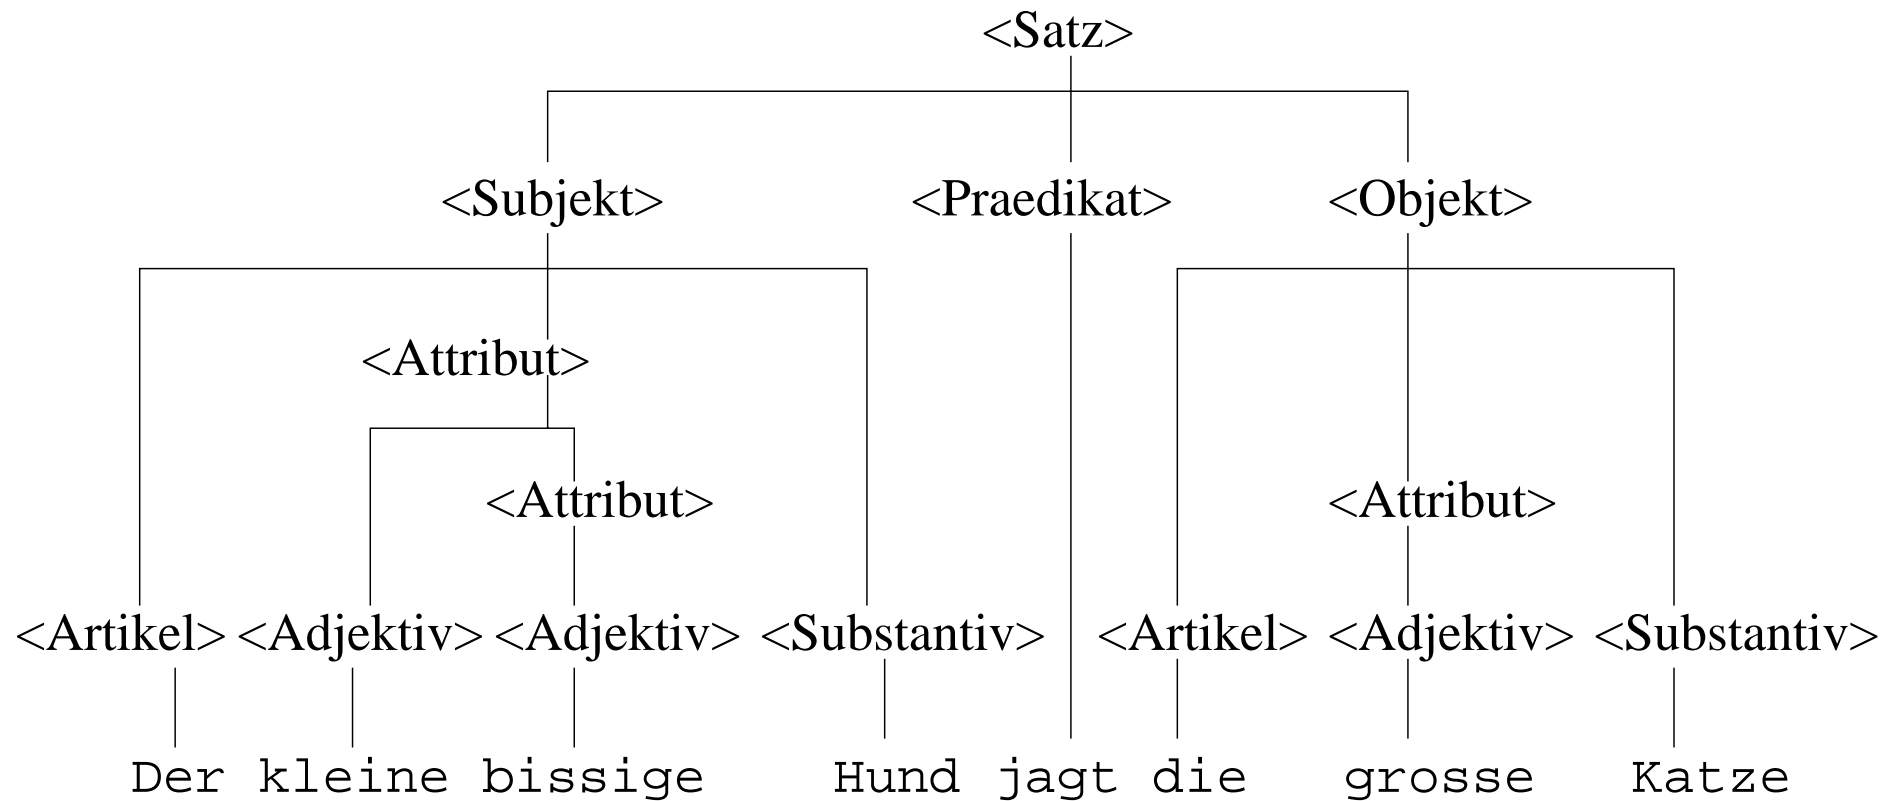 <Satz>
<Subjekt> <Praedikat> <Objekt>
<Attribut>
<Attribut> <Attribut>
<Artikel> <Adjektiv> <Adjektiv> <Substantiv> <Artikel> <Adjektiv> <Substantiv>
Der kleine bissige Hund jagt die grosse Katze